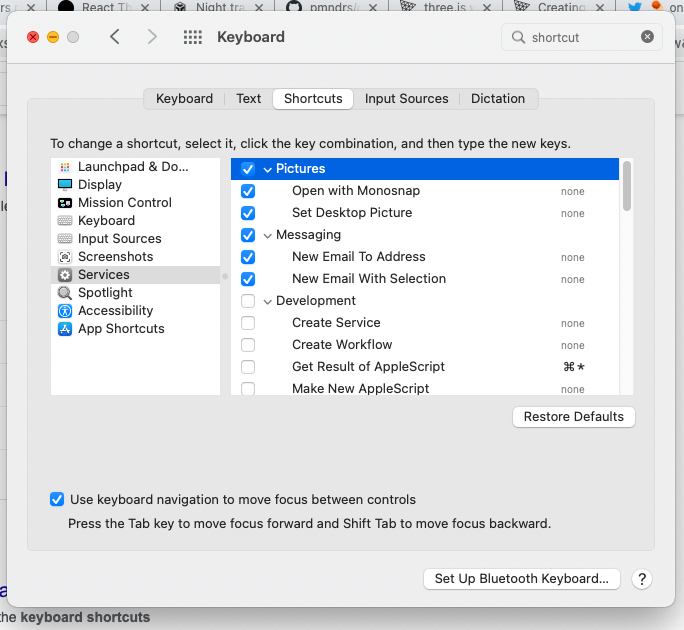 React Th
Night tra
pmndrs/
three.js
Creating
on
Keyboard
shortcut
Keyboard
Text
Shortcuts
Input Sources
Dictation
To change a shortcut, select it, click the key combination, and then type the new keys.
Launchpad & Do...
Display
Mission Control
Keyboard
Input Sources
Screenshots
Services
Spotlight
Accessibility
App Shortcuts
Pictures
Open with Monosnap none
Set Desktop Picture none
Messaging
New Email To Address none
New Email With Selection none
Development
Create Service none
Create Workflow none
Get Result of AppleScript ⌘*
Make New AppleScript none
Restore Defaults
Use keyboard navigation to move focus between controls
Press the Tab key to move focus forward and Shift Tab to move focus backward.
Set Up Bluetooth Keyboard...
?
the keyboard shortcuts